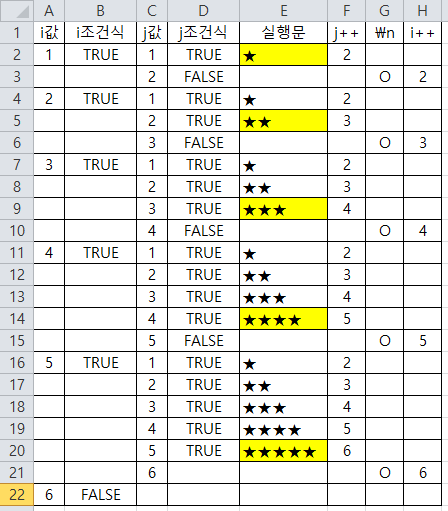 A B C D E F G H
1 i값 i조건식 j값 j조건식 실행문 j++ ₩n i++
2 1 TRUE 1 TRUE ★ 2
3 2 FALSE O 2
4 2 TRUE 1 TRUE ★ 2
5 2 TRUE ★★ 3
6 3 FALSE O 3
7 3 TRUE 1 TRUE ★ 2
8 2 TRUE ★★ 3
9 3 TRUE ★★★ 4
10 4 FALSE O 4
11 4 TRUE 1 TRUE ★ 2
12 2 TRUE ★★ 3
13 3 TRUE ★★★ 4
14 4 TRUE ★★★★ 5
15 5 FALSE O 5
16 5 TRUE 1 TRUE ★ 2
17 2 TRUE ★★ 3
18 3 TRUE ★★★ 4
19 4 TRUE ★★★★ 5
20 5 TRUE ★★★★★ 6
21 6 O 6
22 6 FALSE